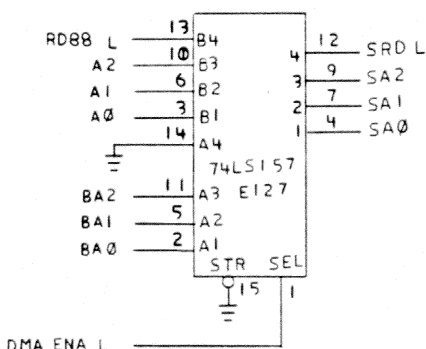 RD88 L 13 B4 4 12 SRD L
A2 10 B3 3 9 SA2
A1 6 B2 2 7 SA1
AØ 3 B1 1 4 SAØ
14 A4
74LS157
E127
BA2 11 A3
BA1 5 A2
BAØ 2 A1
STR SEL
15 1
DMA ENA L